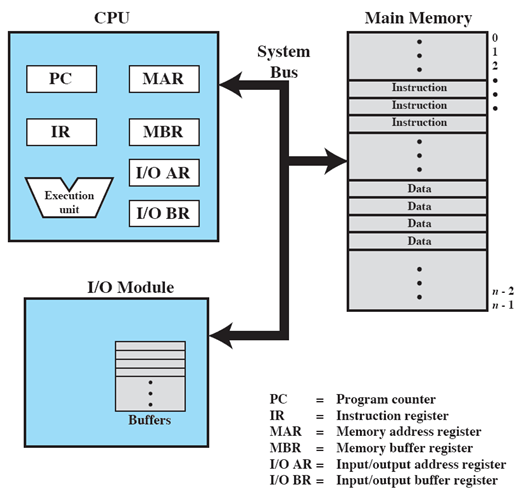 CPU
System
Bus
Main Memory
PC
MAR
IR
MBR
I/O AR
Execution
unit
I/O BR
0
1
2
Instruction
Instruction
Instruction
Data
Data
Data
Data
n - 2
n - 1
I/O Module
Buffers
PC = Program counter
IR = Instruction register
MAR = Memory address register
MBR = Memory buffer register
I/O AR = Input/output address register
I/O BR = Input/output buffer register